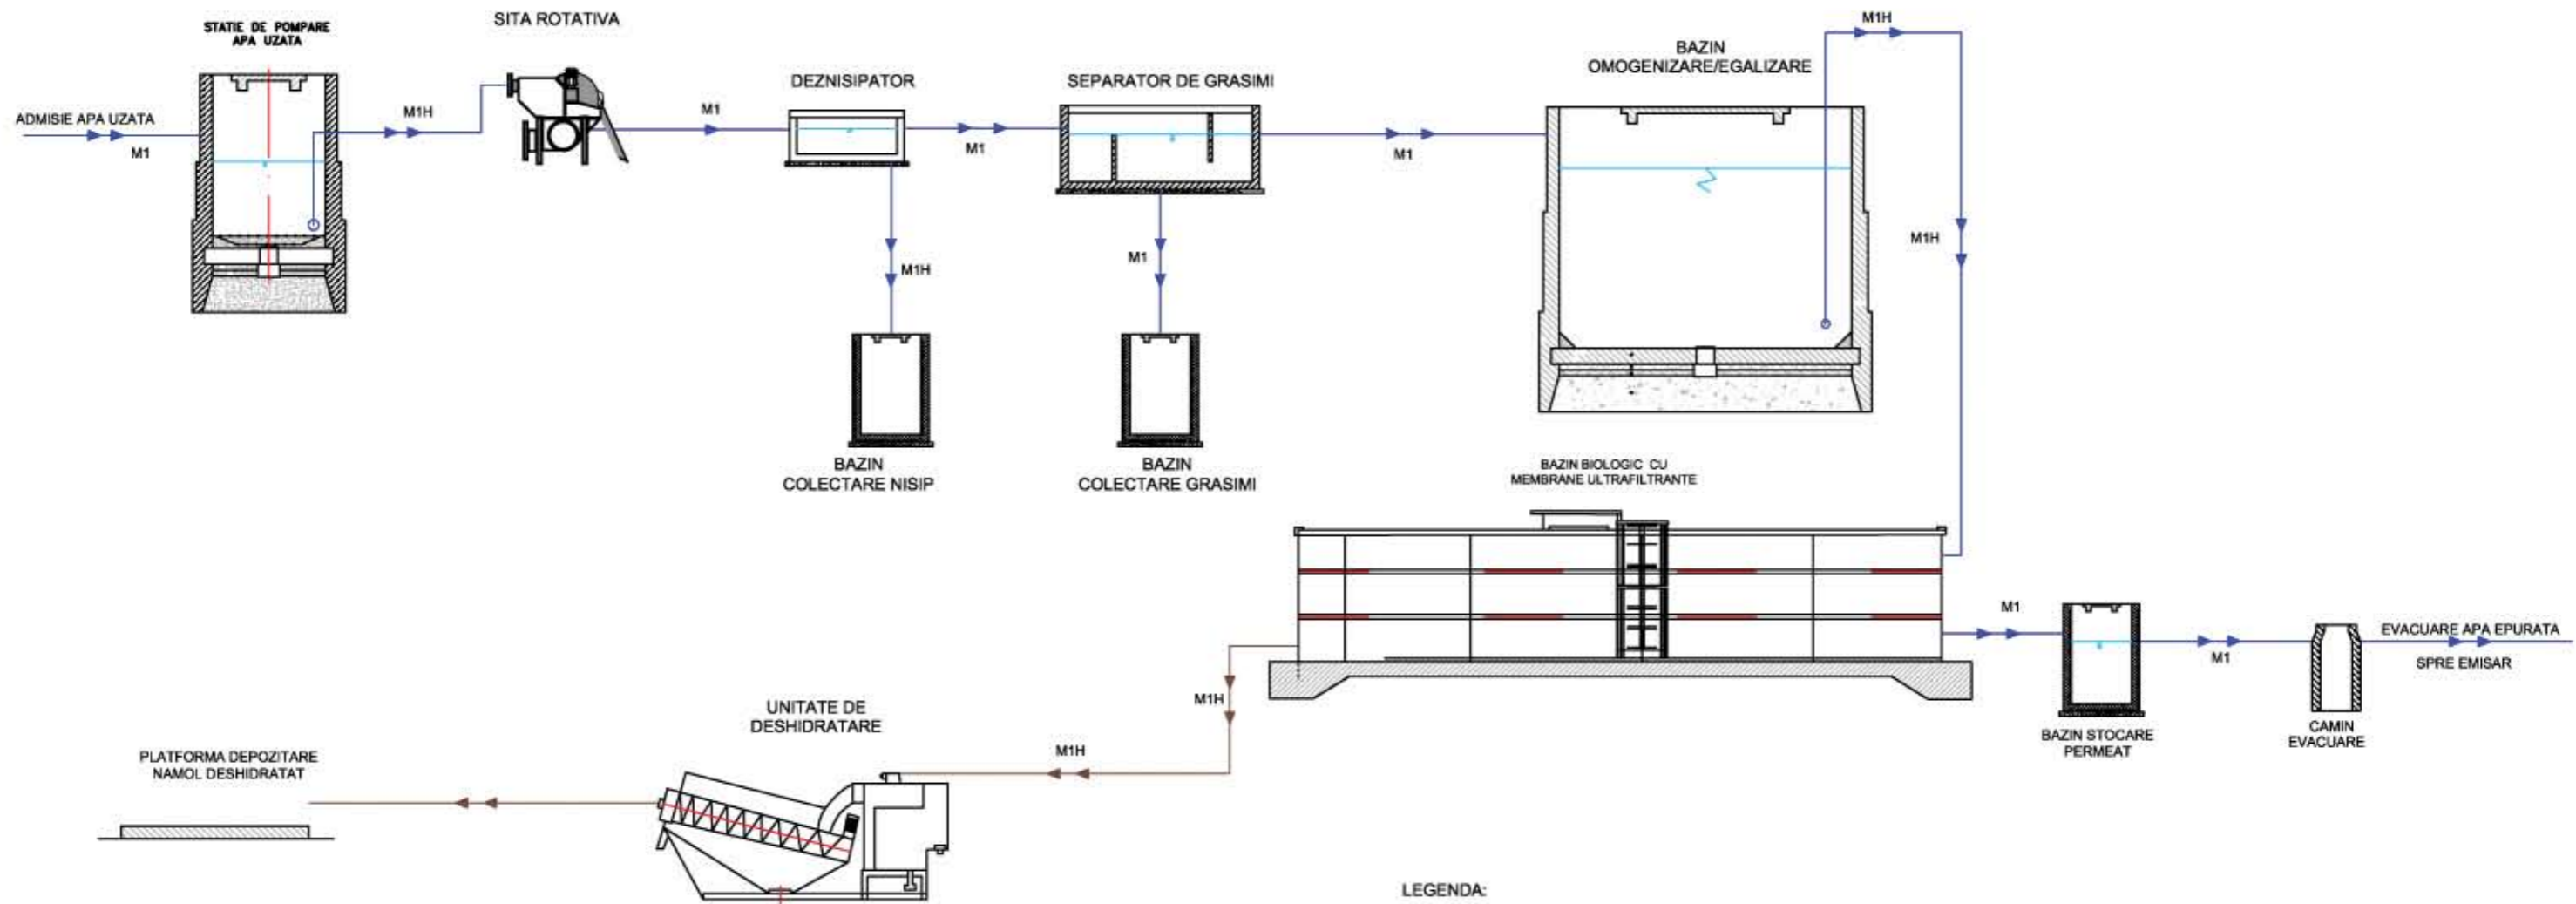 STATIE DE POMPARE
APA UZATA
SITA ROTATIVA
DEZNISIPATOR
SEPARATOR DE GRASIMI
BAZIN
OMOGENIZARE/EGALIZARE
M1H
ADMISIE APA UZATA
M1
M1H
M1
M1
M1
M1H
M1H
M1
BAZIN
COLECTARE NISIP
BAZIN
COLECTARE GRASIMI
BAZIN BIOLOGIC CU
MEMBRANE ULTRAFILTRANTE
M1
EVACUARE APA EPURATA
SPRE EMISAR
M1
M1H
BAZIN STOCARE
PERMEAT
CAMIN
EVACUARE
UNITATE DE
DESHIDRATARE
M1H
PLATFORMA DEPOZITARE
NAMOL DESHIDRATAT
LEGENDA: